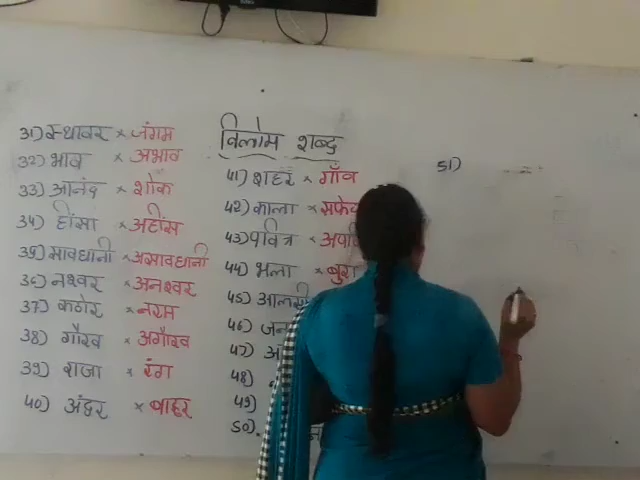 विलोम शब्द
31) स्थावर × जंगम
32) भाव × अभाव
33) आनंद × शोक
34) हींसा × अहींस
35) सावधानी × असावधानी
36) नश्वर × अनश्वर
37) कठोर × नरम
38) गौरव × अगौरव
39) राजा × रंग
40) अंदर × बाहर
41) शहर × गाँव
42) काला ×
43) पवित्र ×
44) भला × बुरा
45)
46)
47)
48)
49)
50).
51)